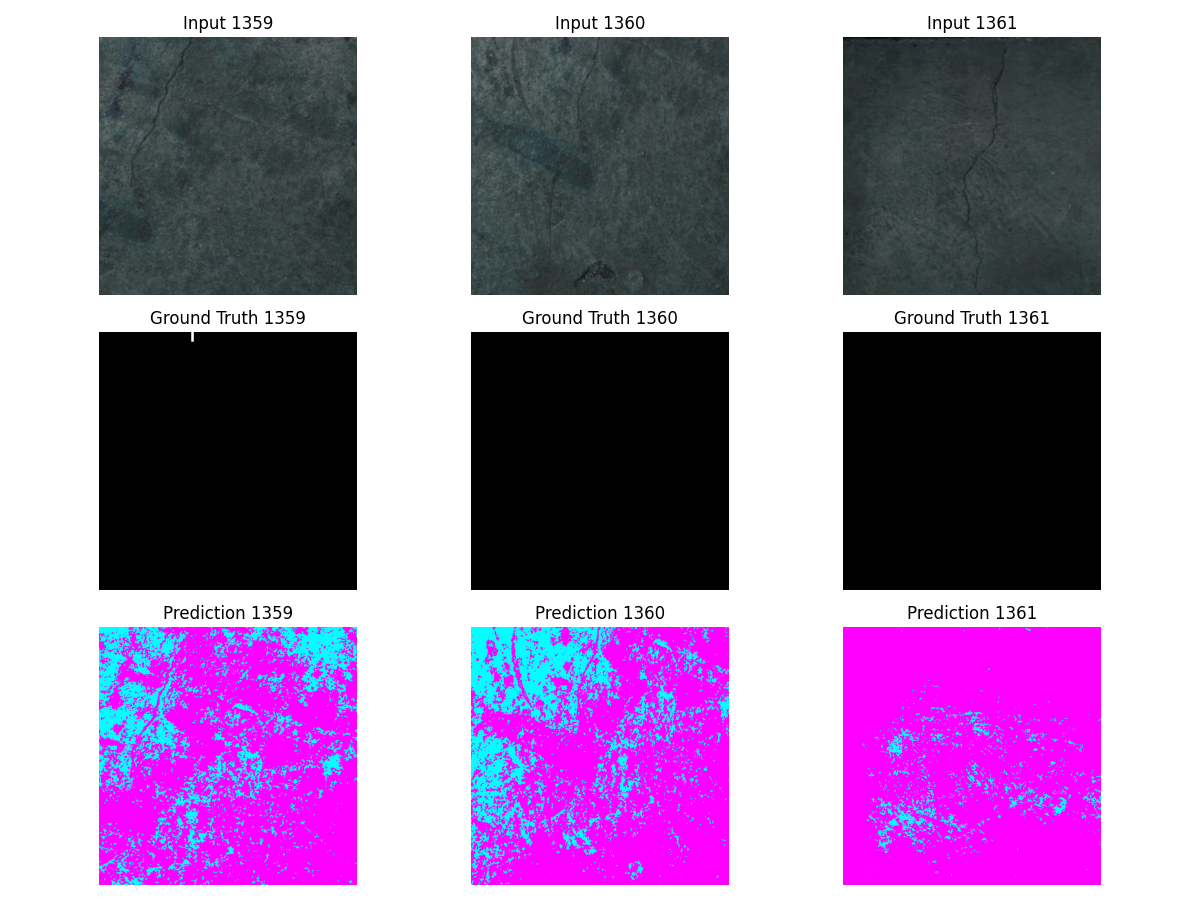 Input 1359
Input 1360
Input 1361
Ground Truth 1359
Ground Truth 1360
Ground Truth 1361
Prediction 1359
Prediction 1360
Prediction 1361